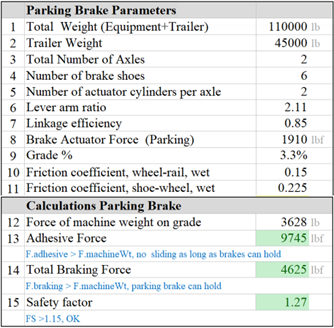 Parking Brake Parameters
1 Total Weight (Equipment+Trailer) 110000 lb
2 Trailer Weight 45000 lb
3 Total Number of Axles 2
4 Number of brake shoes 6
5 Number of actuator cylinders per axle 2
6 Lever arm ratio 2.11
7 Linkage efficiency 0.85
8 Brake Actuator Force (Parking) 1910 lbf
9 Grade % 3.3%
10 Friction coefficient, wheel-rail, wet 0.15
11 Friction coefficient, shoe-wheel, wet 0.225
Calculations Parking Brake
12 Force of machine weight on grade 3628 lb
13 Adhesive Force 9745 lbf
F.adhesive > F.machineWt, no sliding as long as brakes can hold
14 Total Braking Force 4625 lbf
F.braking > F.machineWt, parking brake can hold
15 Safety factor 1.27
FS >1.15, OK